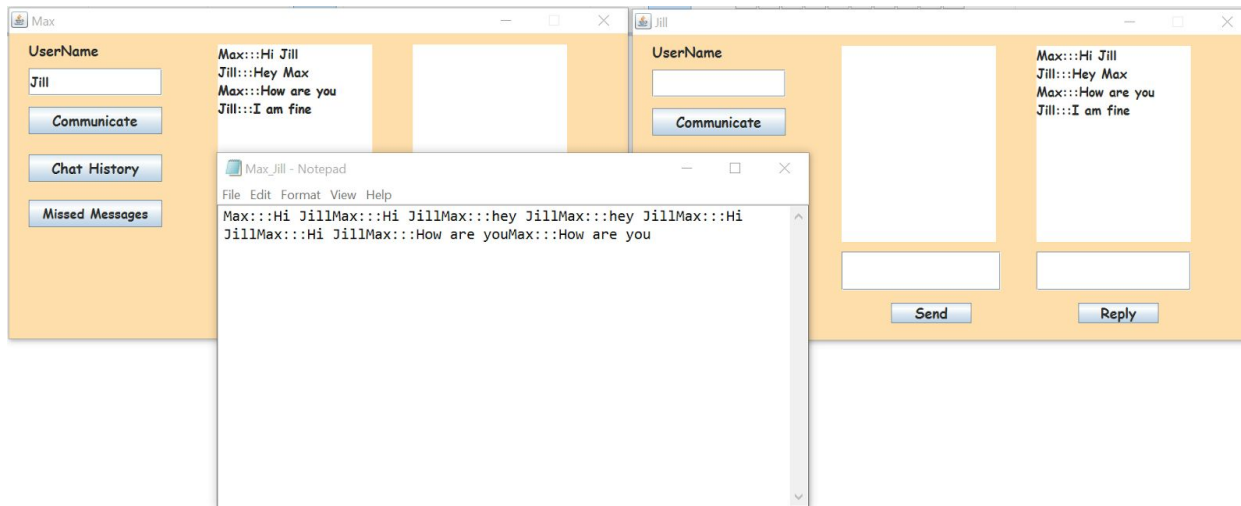 Max
UserName
Jill
Communicate
Chat History
Missed Messages
Max:::Hi Jill
Jill:::Hey Max
Max:::How are you
Jill:::I am fine
Jill
UserName
Communicate
Max:::Hi Jill
Jill:::Hey Max
Max:::How are you
Jill:::I am fine
Send
Reply
Max_Jill - Notepad
File Edit Format View Help
Max:::Hi JillMax:::Hi JillMax:::hey JillMax:::hey JillMax:::Hi
JillMax:::Hi JillMax:::How are youMax:::How are you